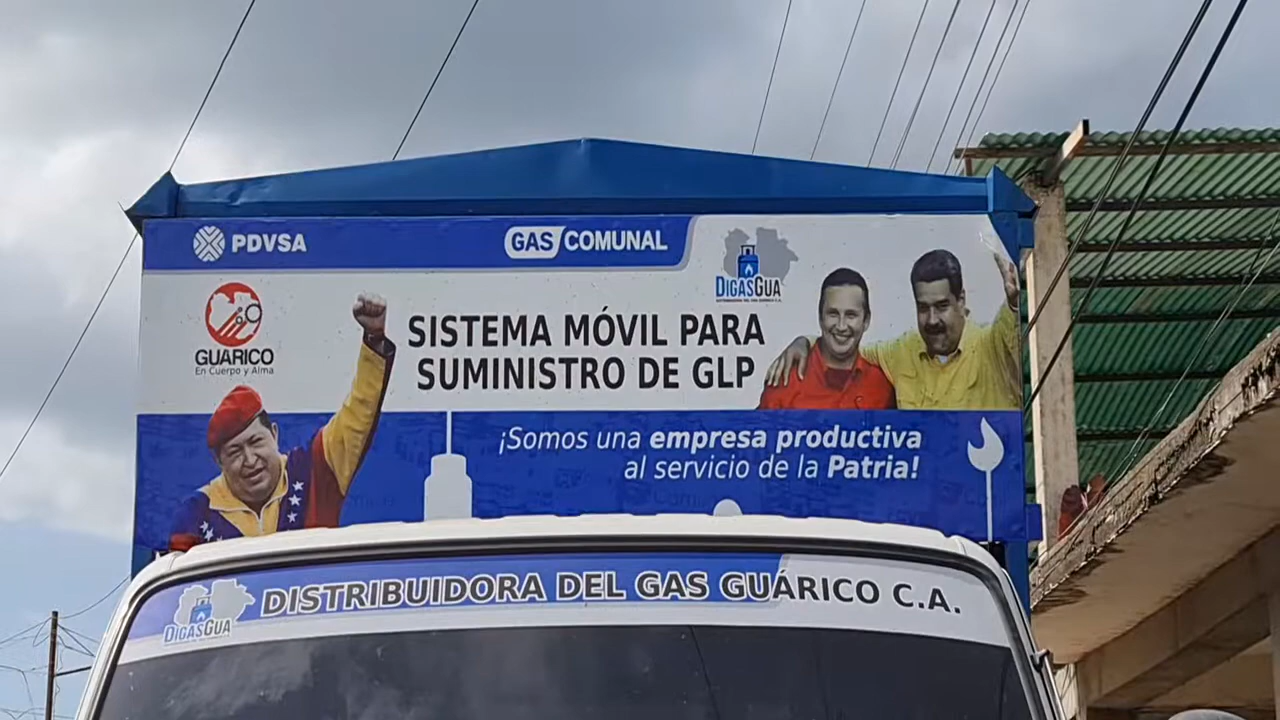 PDVSA
GAS COMUNAL
DIGASGUA
GUARICO
En Cuerpo y Alma
SISTEMA MÓVIL PARA
SUMINISTRO DE GLP
¡Somos una empresa productiva
al servicio de la Patria!
DISTRIBUIDORA DEL GAS GUÁRICO C.A.
DIGASGUA